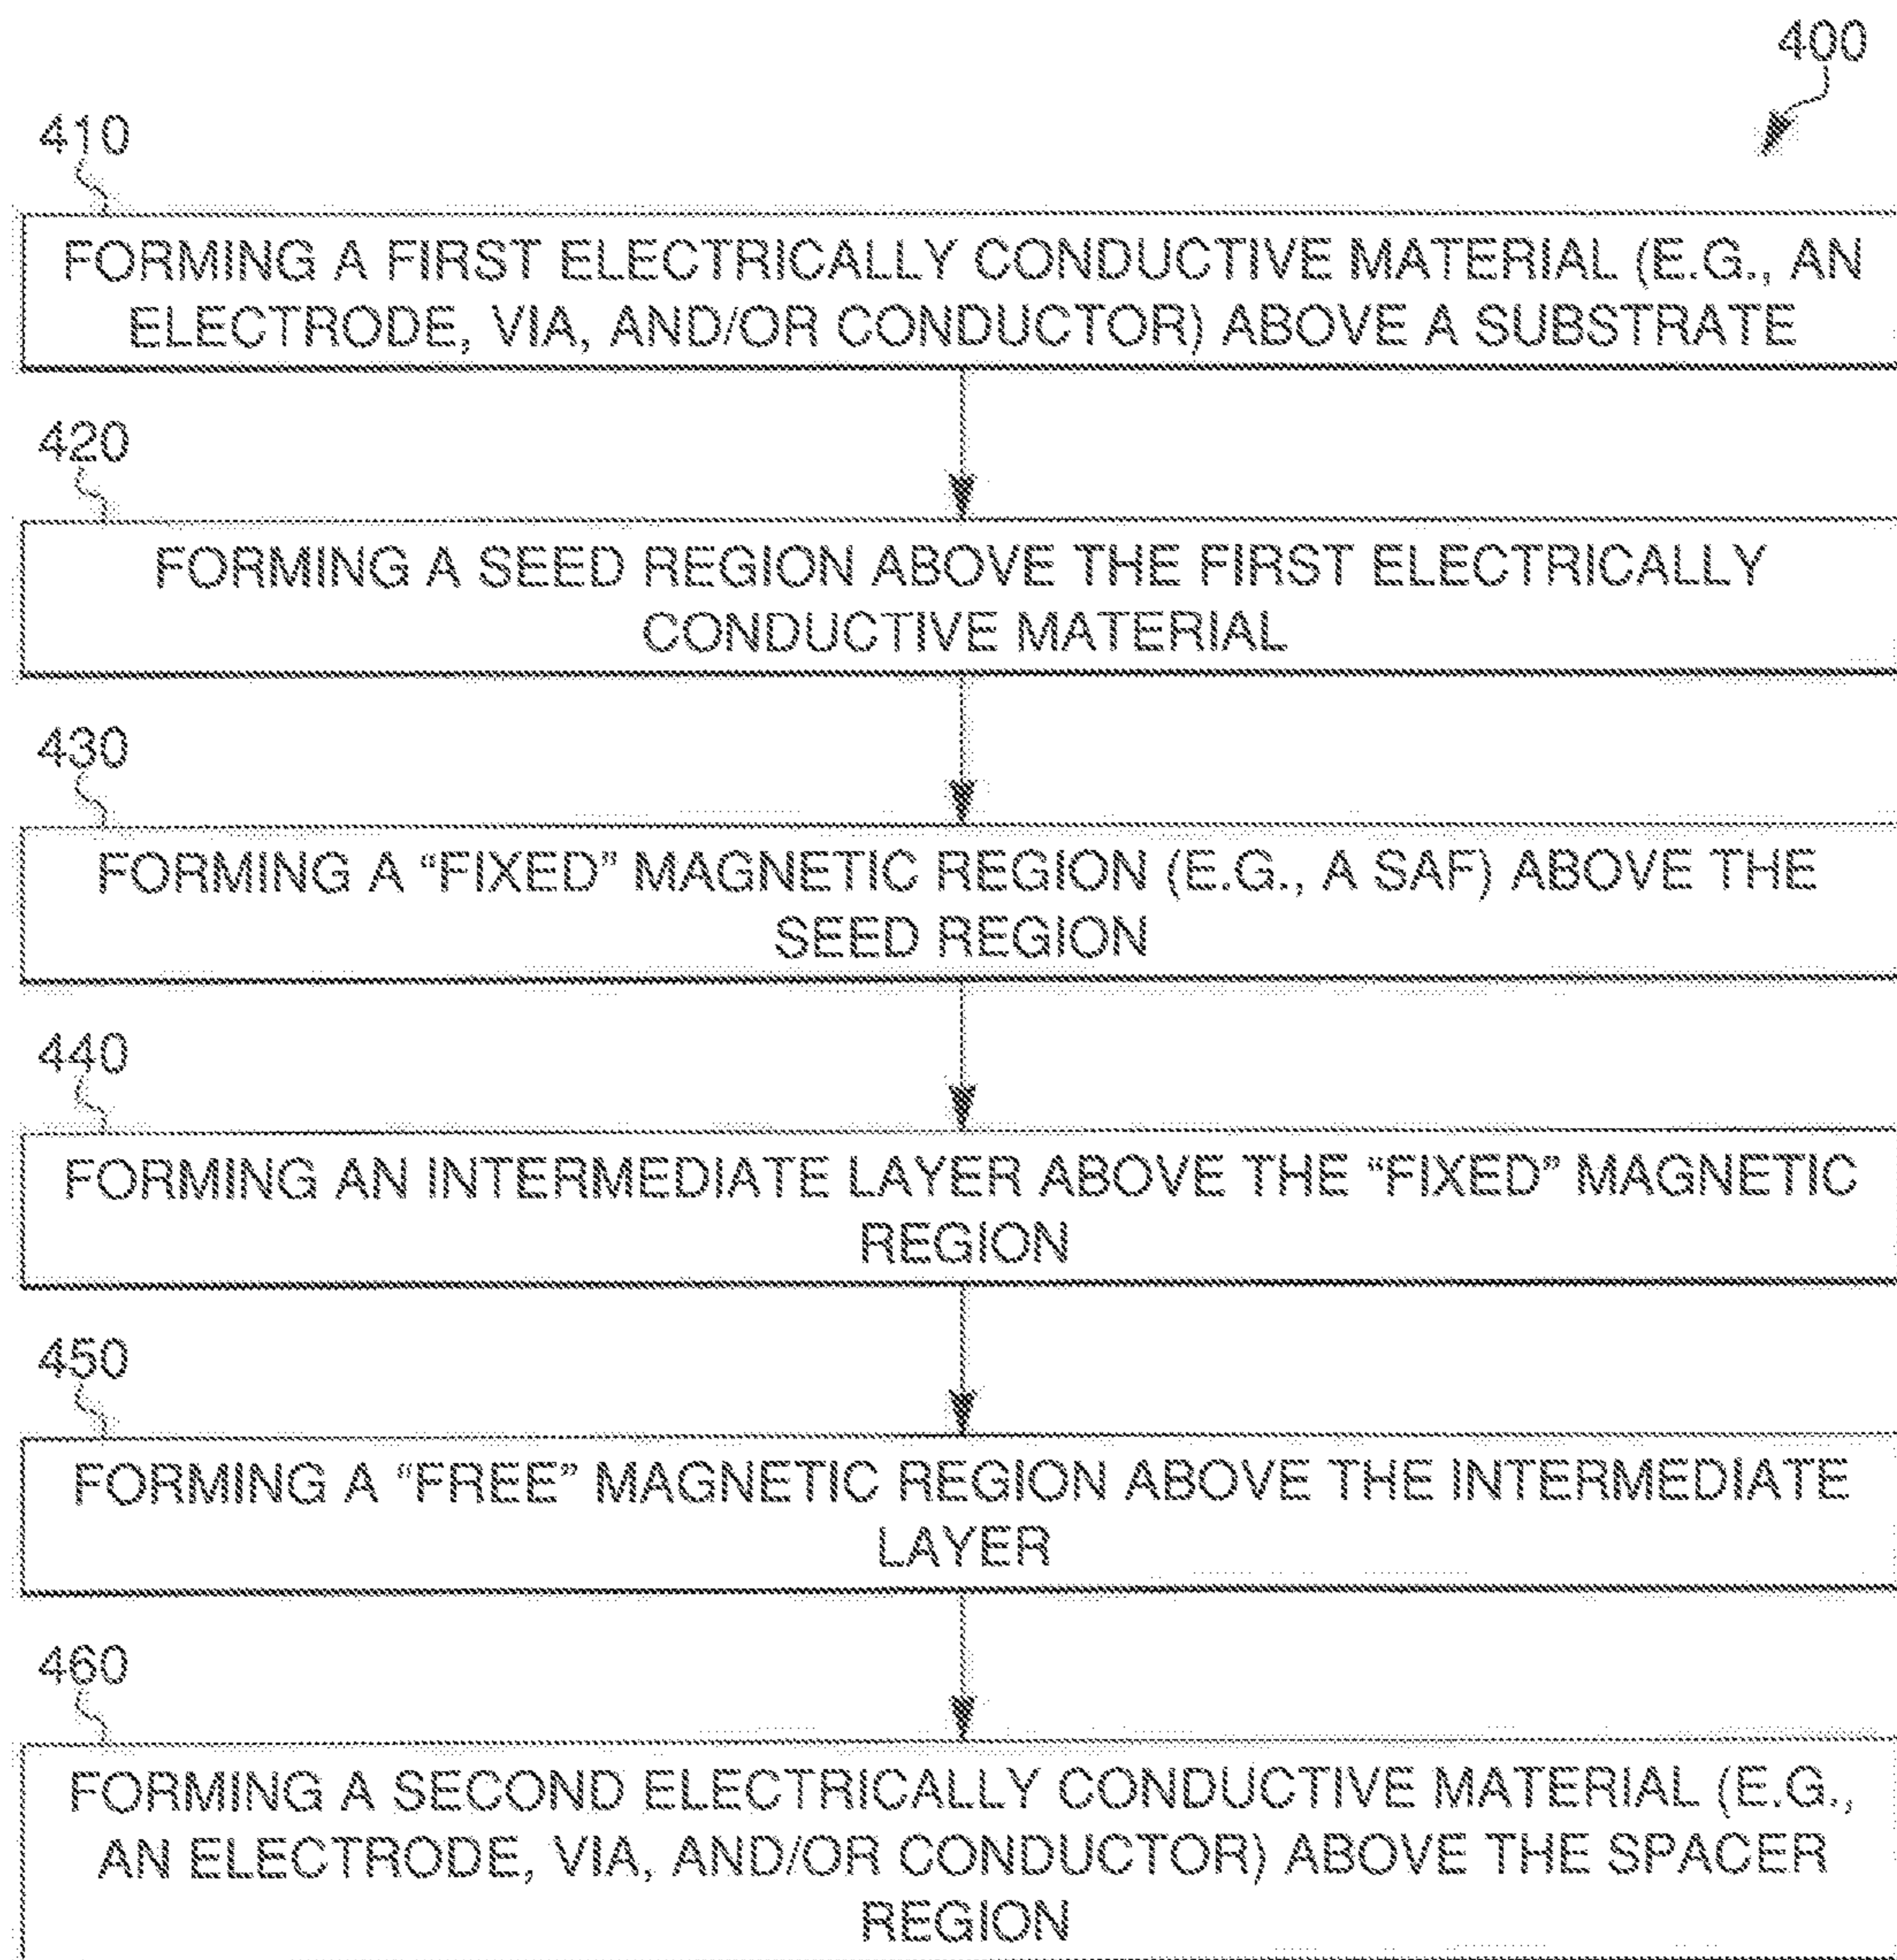 400
410
FORMING A FIRST ELECTRICALLY CONDUCTIVE MATERIAL (E.G., AN
ELECTRODE, VIA, AND/OR CONDUCTOR) ABOVE A SUBSTRATE
420
FORMING A SEED REGION ABOVE THE FIRST ELECTRICALLY
CONDUCTIVE MATERIAL
430
FORMING A “FIXED” MAGNETIC REGION (E.G., A SAF) ABOVE THE
SEED REGION
440
FORMING AN INTERMEDIATE LAYER ABOVE THE “FIXED” MAGNETIC
REGION
450
FORMING A “FREE” MAGNETIC REGION ABOVE THE INTERMEDIATE
LAYER
460
FORMING A SECOND ELECTRICALLY CONDUCTIVE MATERIAL (E.G.,
AN ELECTRODE, VIA, AND/OR CONDUCTOR) ABOVE THE SPACER
REGION